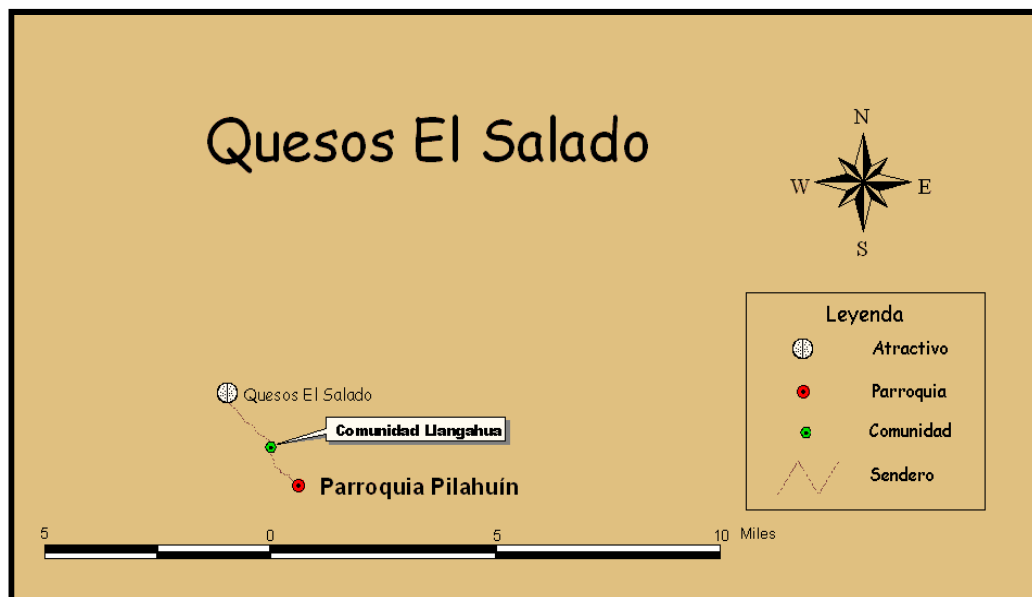 Quesos El Salado
N
W E
S
Leyenda
Atractivo
Parroquia
Comunidad
Sendero
Quesos El Salado
Comunidad Llangahua
Parroquia Pilahuín
5 0 5 10 Miles